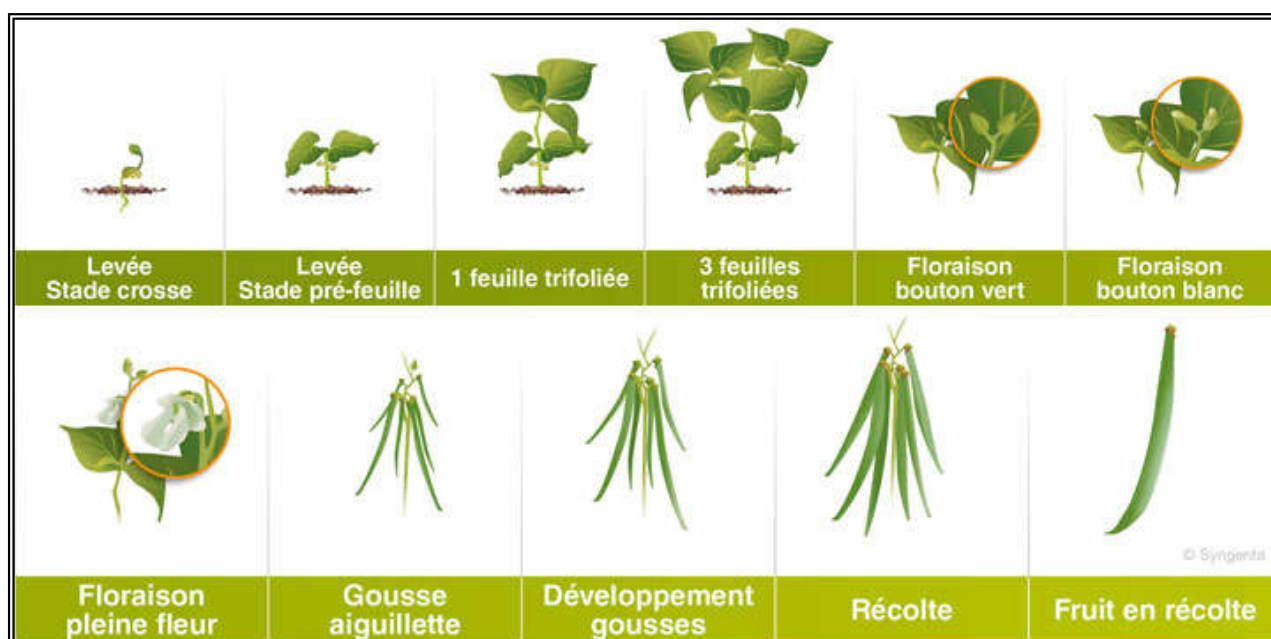 Levée
Stade crosse
Levée
Stade pré-feuille
1 feuille trifoliée
3 feuilles
trifoliées
Floraison
bouton vert
Floraison
bouton blanc
© Syngenta
Floraison
pleine fleur
Gousse
aiguillette
Développement
gousses
Récolte
Fruit en récolte